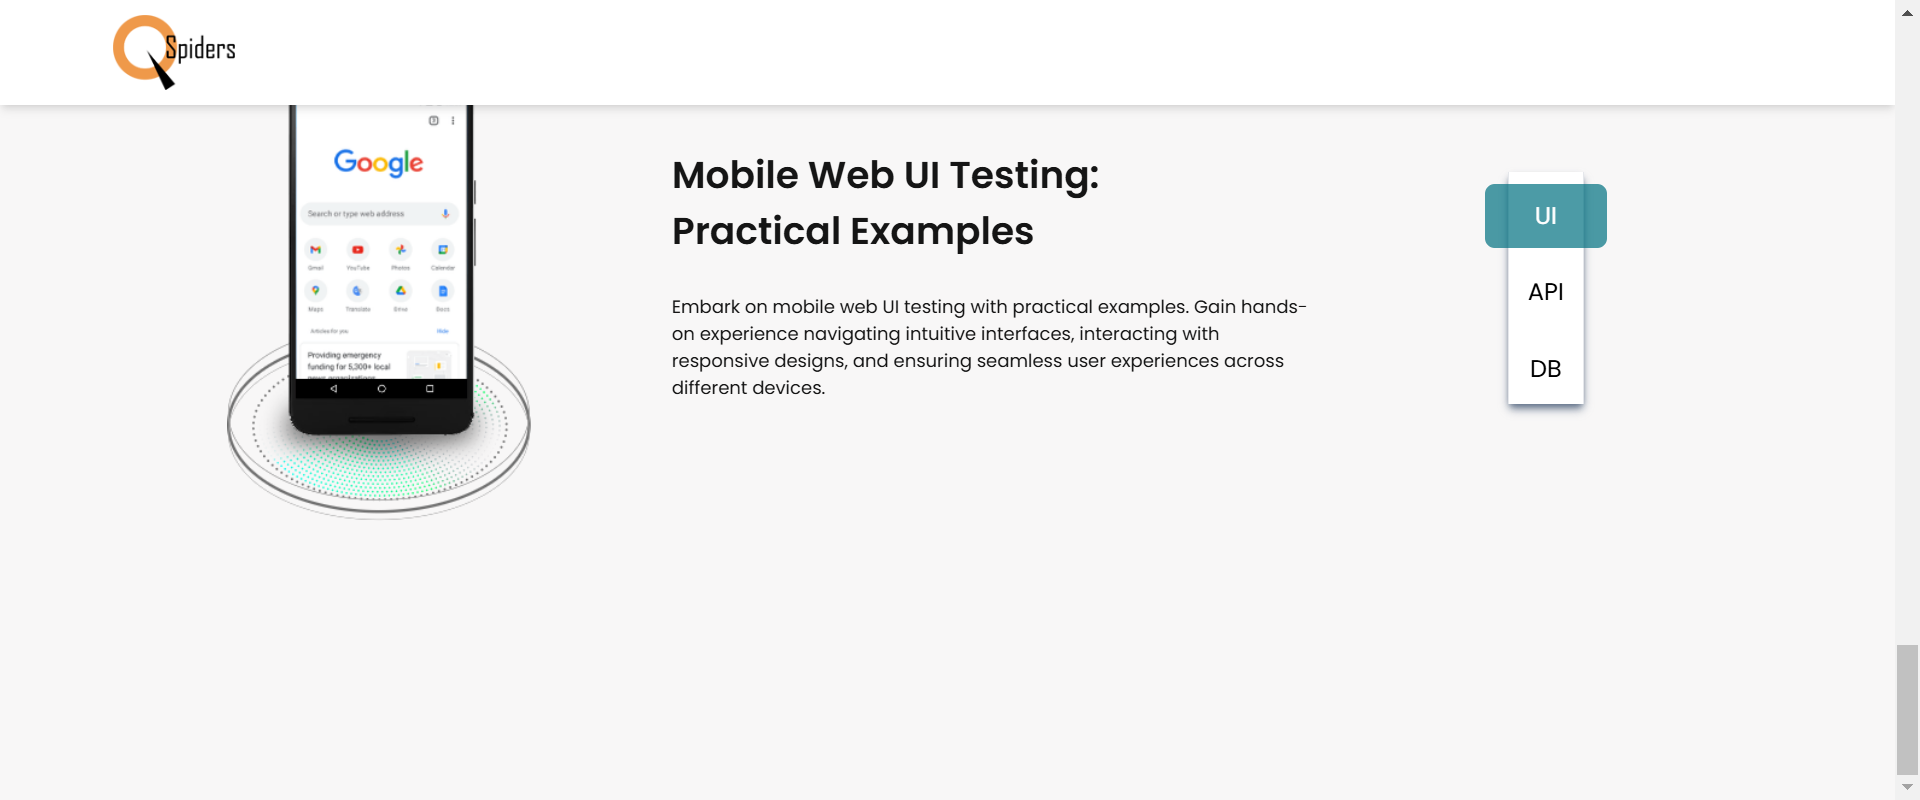 Spiders
Google
Search or type web address
Gmail YouTube Photos Calendar
Maps Translate Drive Docs
Articles for you Hide
Providing emergency
funding for 5,300+ local
news organizations
Mobile Web UI Testing:
Practical Examples
Embark on mobile web UI testing with practical examples. Gain hands-
on experience navigating intuitive interfaces, interacting with
responsive designs, and ensuring seamless user experiences across
different devices.
UI
API
DB